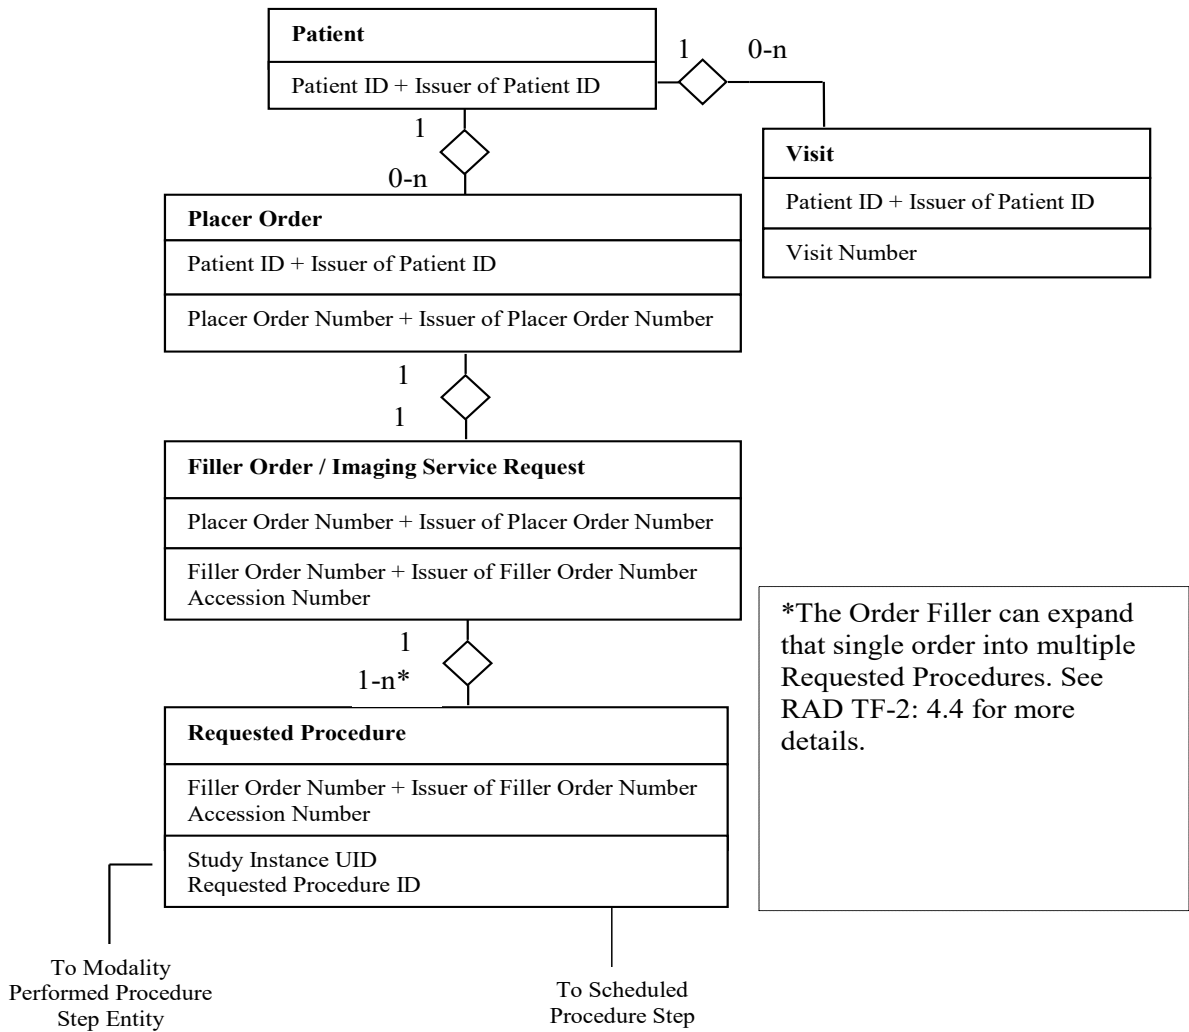 Patient
Patient ID + Issuer of Patient ID
1
0-n
1
0-n
Visit
Patient ID + Issuer of Patient ID
Visit Number
Placer Order
Patient ID + Issuer of Patient ID
Placer Order Number + Issuer of Placer Order Number
1
1
Filler Order / Imaging Service Request
Placer Order Number + Issuer of Placer Order Number
Filler Order Number + Issuer of Filler Order Number
Accession Number
1
1-n*
*The Order Filler can expand
that single order into multiple
Requested Procedures. See
RAD TF-2: 4.4 for more
details.
Requested Procedure
Filler Order Number + Issuer of Filler Order Number
Accession Number
Study Instance UID
Requested Procedure ID
To Modality
Performed Procedure
Step Entity
To Scheduled
Procedure Step